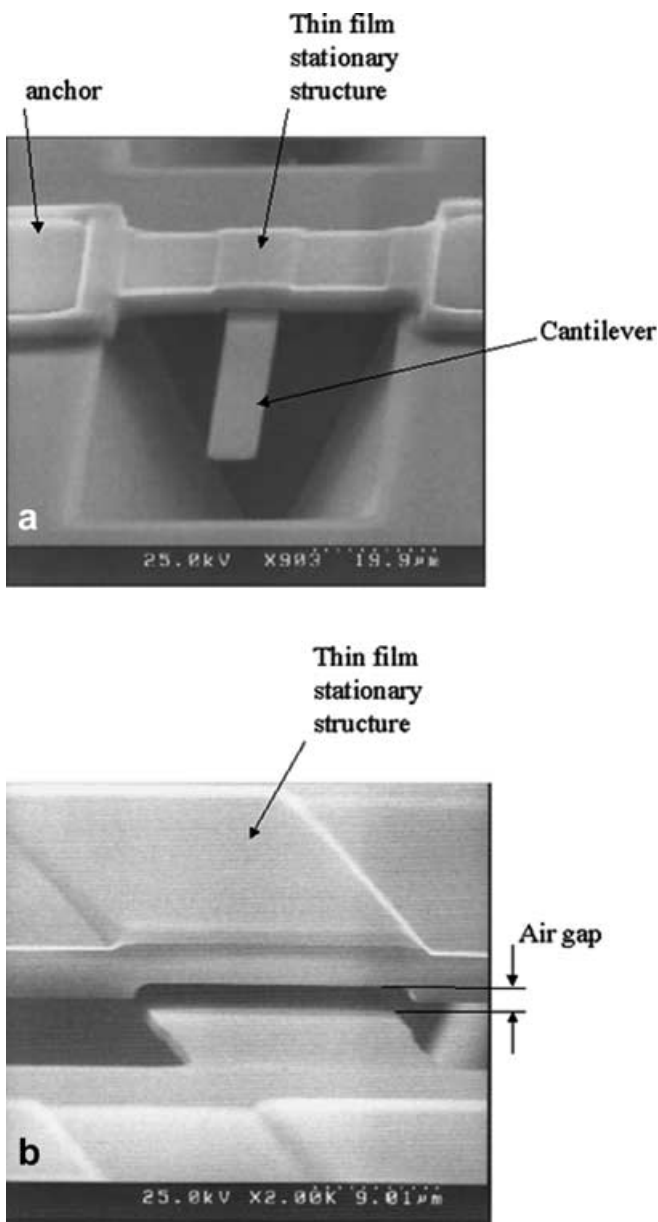 Thin film
stationary
structure
anchor
Cantilever
a
25.0kV X903 19.9µm
Thin film
stationary
structure
Air gap
b
25.0kV X2.00K 9.01µm